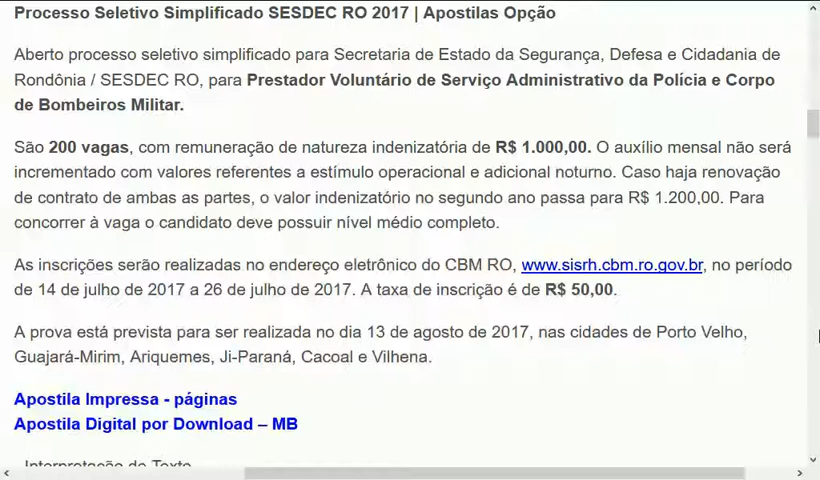 Processo Seletivo Simplificado SESDEC RO 2017 | Apostilas Opção
Aberto processo seletivo simplificado para Secretaria de Estado da Segurança, Defesa e Cidadania de
Rondônia / SESDEC RO, para Prestador Voluntário de Serviço Administrativo da Polícia e Corpo
de Bombeiros Militar.
São 200 vagas, com remuneração de natureza indenizatória de R$ 1.000,00. O auxílio mensal não será
incrementado com valores referentes a estímulo operacional e adicional noturno. Caso haja renovação
de contrato de ambas as partes, o valor indenizatório no segundo ano passa para R$ 1.200,00. Para
concorrer à vaga o candidato deve possuir nível médio completo.
As inscrições serão realizadas no endereço eletrônico do CBM RO, www.sisrh.cbm.ro.gov.br, no período
de 14 de julho de 2017 a 26 de julho de 2017. A taxa de inscrição é de R$ 50,00.
A prova está prevista para ser realizada no dia 13 de agosto de 2017, nas cidades de Porto Velho,
Guajará-Mirim, Ariquemes, Ji-Paraná, Cacoal e Vilhena.
Apostila Impressa - páginas
Apostila Digital por Download – MB
Interpretação de Texto